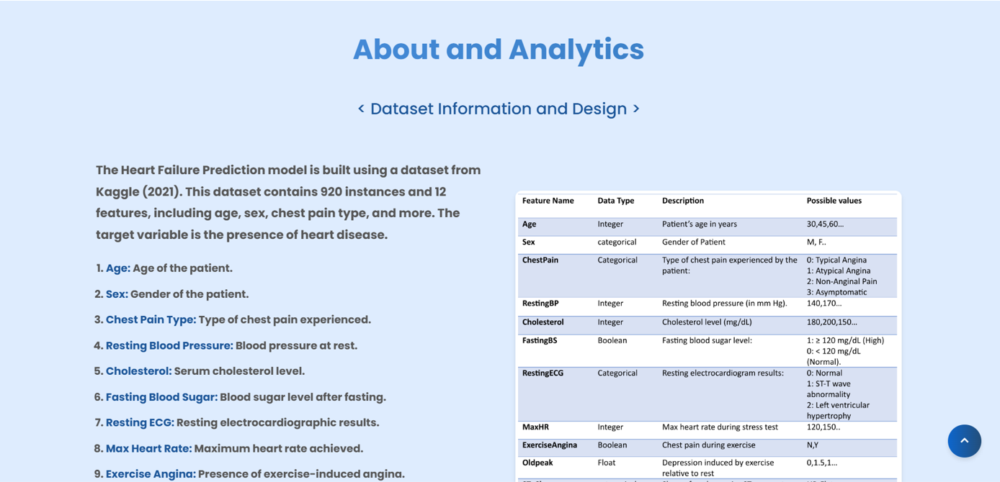 About and Analytics
< Dataset Information and Design >
The Heart Failure Prediction model is built using a dataset from
Kaggle (2021). This dataset contains 920 instances and 12
features, including age, sex, chest pain type, and more. The
target variable is the presence of heart disease.
1. Age: Age of the patient.
2. Sex: Gender of the patient.
3. Chest Pain Type: Type of chest pain experienced.
4. Resting Blood Pressure: Blood pressure at rest.
5. Cholesterol: Serum cholesterol level.
6. Fasting Blood Sugar: Blood sugar level after fasting.
7. Resting ECG: Resting electrocardiographic results.
8. Max Heart Rate: Maximum heart rate achieved.
9. Exercise Angina: Presence of exercise-induced angina.
Feature Name Data Type Description Possible values
Age Integer Patient's age in years 30,45,60...
Sex categorical Gender of Patient M, F..
ChestPain Categorical Type of chest pain experienced by the 0: Typical Angina
patient: 1: Atypical Angina
2: Non-Anginal Pain
3: Asymptomatic
RestingBP Integer Resting blood pressure (in mm Hg). 140,170...
Cholesterol Integer Cholesterol level (mg/dL) 180,200,150...
FastingBS Boolean Fasting blood sugar level: 1: ≥ 120 mg/dL (High)
0: < 120 mg/dL
(Normal).
RestingECG Categorical Resting electrocardiogram results: 0: Normal
1: ST-T wave
abnormality
2: Left ventricular
hypertrophy
MaxHR Integer Max heart rate during stress test 120,150..
ExerciseAngina Boolean Chest pain during exercise N,Y
Oldpeak Float Depression induced by exercise 0,1.5,1...
relative to rest